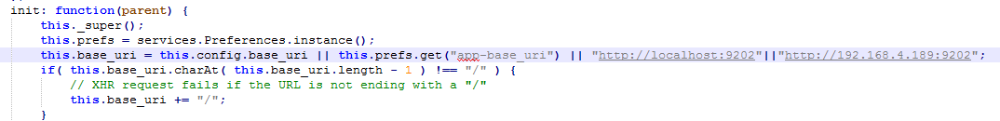 init: function(parent) {
this._super();
this.prefs = services.Preferences.instance();
this.base_uri = this.config.base_uri || this.prefs.get("app-base_uri") || "http://localhost:9202"||"http://192.168.4.189:9202";
if( this.base_uri.charAt( this.base_uri.length - 1 ) !== "/" ) {
// XHR request fails if the URL is not ending with a "/"
this.base_uri += "/";
}